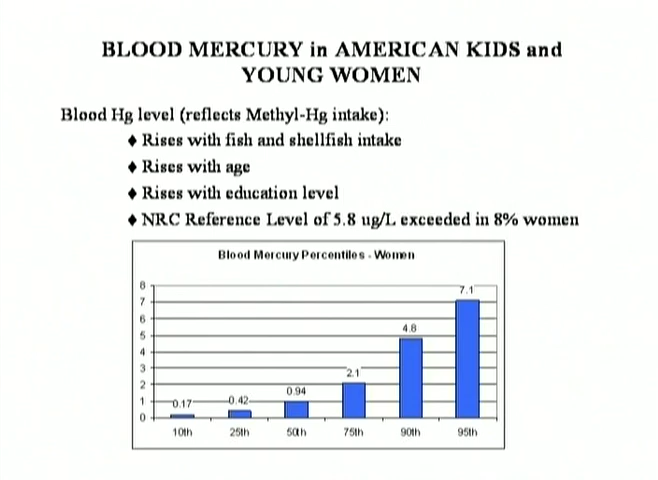 BLOOD MERCURY in AMERICAN KIDS and
YOUNG WOMEN
Blood Hg level (reflects Methyl-Hg intake):
♦ Rises with fish and shellfish intake
♦ Rises with age
♦ Rises with education level
♦ NRC Reference Level of 5.8 ug/L exceeded in 8% women
Blood Mercury Percentiles - Women
8
7
6
5
4
3
2
1
0
0.17
0.42
0.94
2.1
4.8
7.1
10th
25th
50th
75th
90th
95th